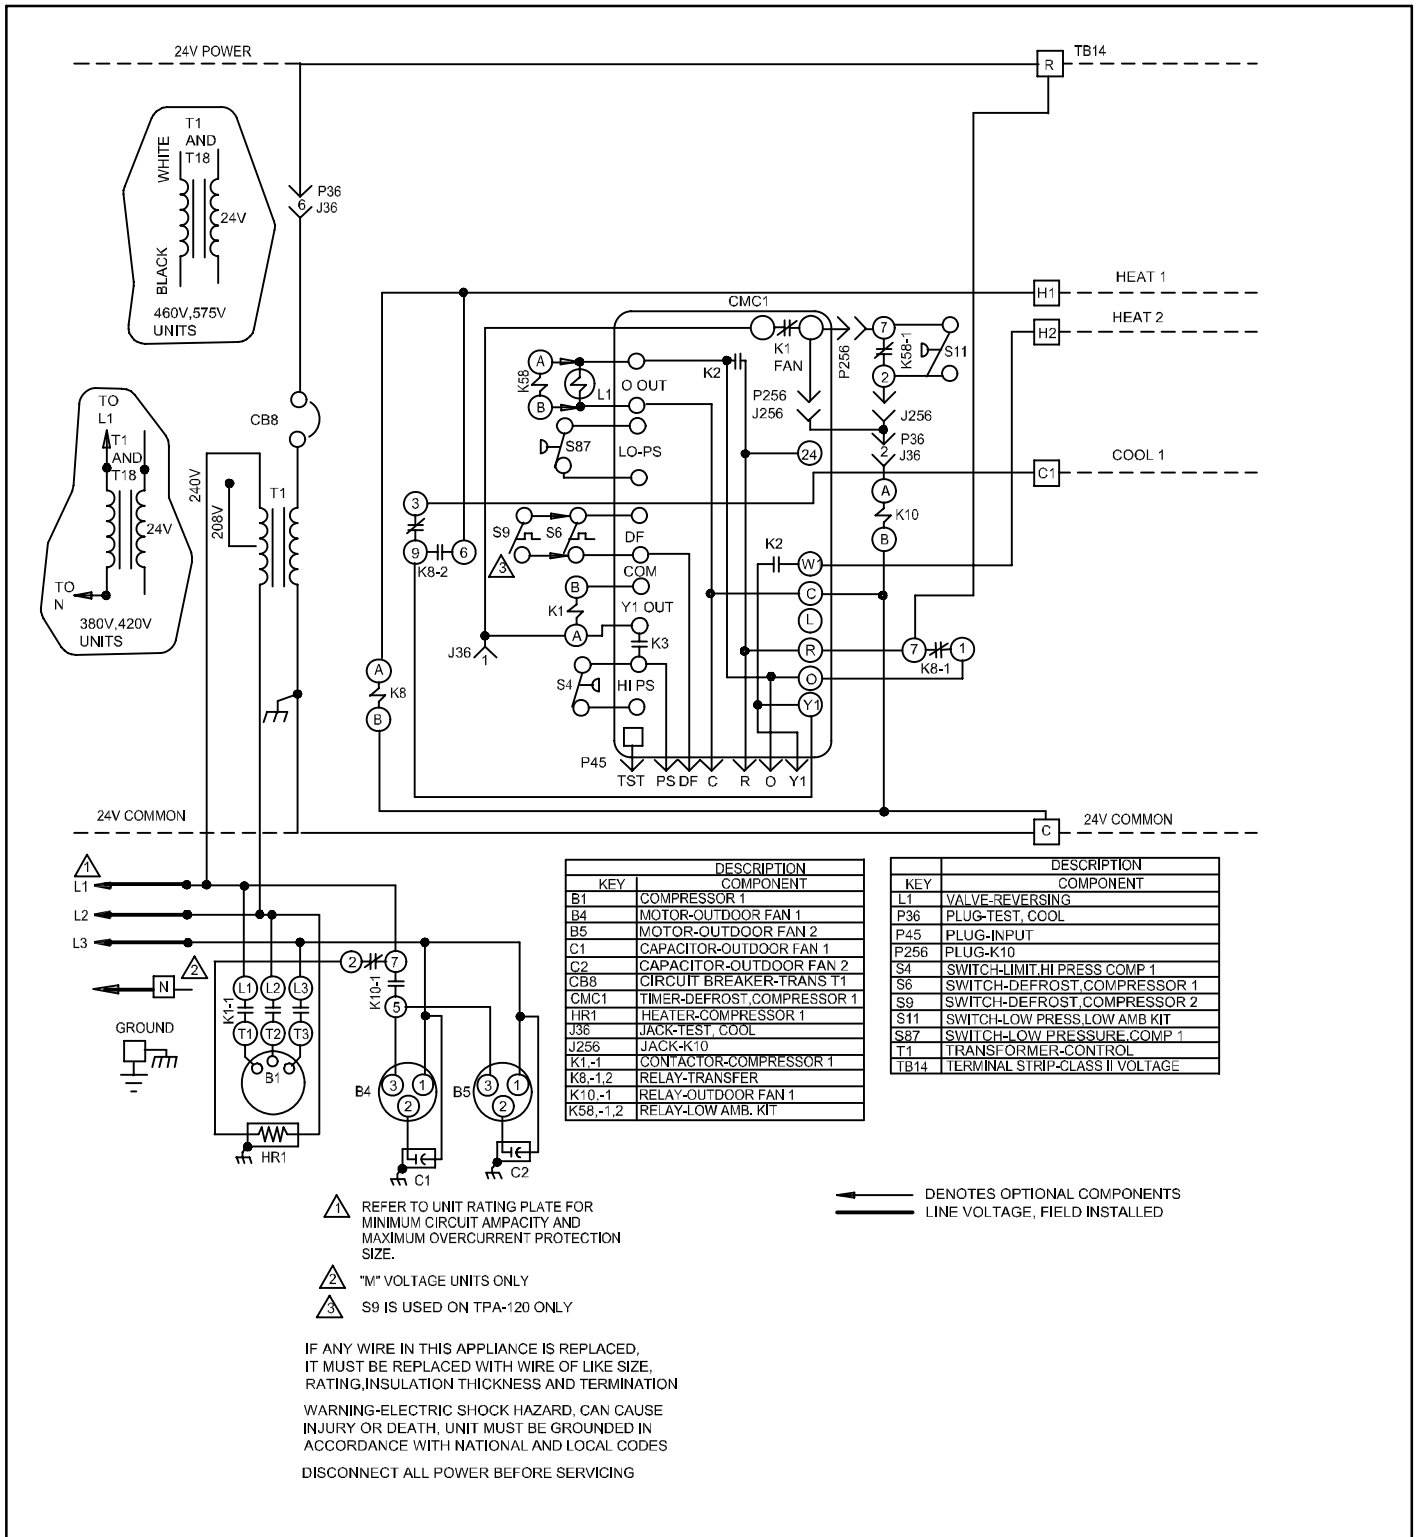 24V POWER
R
TB14
T1
AND
T18
WHITE
BLACK
24V
460V,575V
UNITS
P36
6
J36
H1
HEAT 1
H2
HEAT 2
CMC1
K1
FAN
P256
7
K58-1
2
S11
K58
A
B
L1
O OUT
K2
P256
J256
J256
P36
2
J36
S87
LO-PS
24
C1
COOL 1
TO
L1
T1
AND
T18
24V
TO
N
380V,420V
UNITS
CB8
240V
208V
T1
3
9
6
K8-2
S9
S6
3
DF
COM
A
K10
B
K2
W1
C
L
R
O
Y1
B
K1
A
Y1 OUT
K3
J36
1
7
1
K8-1
S4
HI PS
A
K8
B
P45
TST
PS
DF
C
R
O
Y1
24V COMMON
C
24V COMMON
1
L1
L2
L3
2
N
GROUND
K1-1
L1
L2
L3
T1
T2
T3
B1
HR1
2
7
K10-1
5
B4
3
1
2
C1
B5
3
1
2
C2
DESCRIPTION
KEY COMPONENT
B1 COMPRESSOR 1
B4 MOTOR-OUTDOOR FAN 1
B5 MOTOR-OUTDOOR FAN 2
C1 CAPACITOR-OUTDOOR FAN 1
C2 CAPACITOR-OUTDOOR FAN 2
CB8 CIRCUIT BREAKER-TRANS T1
CMC1 TIMER-DEFROST,COMPRESSOR 1
HR1 HEATER-COMPRESSOR 1
J36 JACK-TEST, COOL
J256 JACK-K10
K1,-1 CONTACTOR-COMPRESSOR 1
K8,-1,2 RELAY-TRANSFER
K10,-1 RELAY-OUTDOOR FAN 1
K58,-1,2 RELAY-LOW AMB. KIT
DESCRIPTION
KEY COMPONENT
L1 VALVE-REVERSING
P36 PLUG-TEST, COOL
P45 PLUG-INPUT
P256 PLUG-K10
S4 SWITCH-LIMIT,HI PRESS COMP 1
S6 SWITCH-DEFROST,COMPRESSOR 1
S9 SWITCH-DEFROST,COMPRESSOR 2
S11 SWITCH-LOW PRESS,LOW AMB KIT
S87 SWITCH-LOW PRESSURE,COMP 1
T1 TRANSFORMER-CONTROL
TB14 TERMINAL STRIP-CLASS II VOLTAGE
DENOTES OPTIONAL COMPONENTS
LINE VOLTAGE, FIELD INSTALLED
1 REFER TO UNIT RATING PLATE FOR
MINIMUM CIRCUIT AMPACITY AND
MAXIMUM OVERCURRENT PROTECTION
SIZE.
2 "M" VOLTAGE UNITS ONLY
3 S9 IS USED ON TPA-120 ONLY
IF ANY WIRE IN THIS APPLIANCE IS REPLACED,
IT MUST BE REPLACED WITH WIRE OF LIKE SIZE,
RATING,INSULATION THICKNESS AND TERMINATION
WARNING-ELECTRIC SHOCK HAZARD, CAN CAUSE
INJURY OR DEATH, UNIT MUST BE GROUNDED IN
ACCORDANCE WITH NATIONAL AND LOCAL CODES
DISCONNECT ALL POWER BEFORE SERVICING